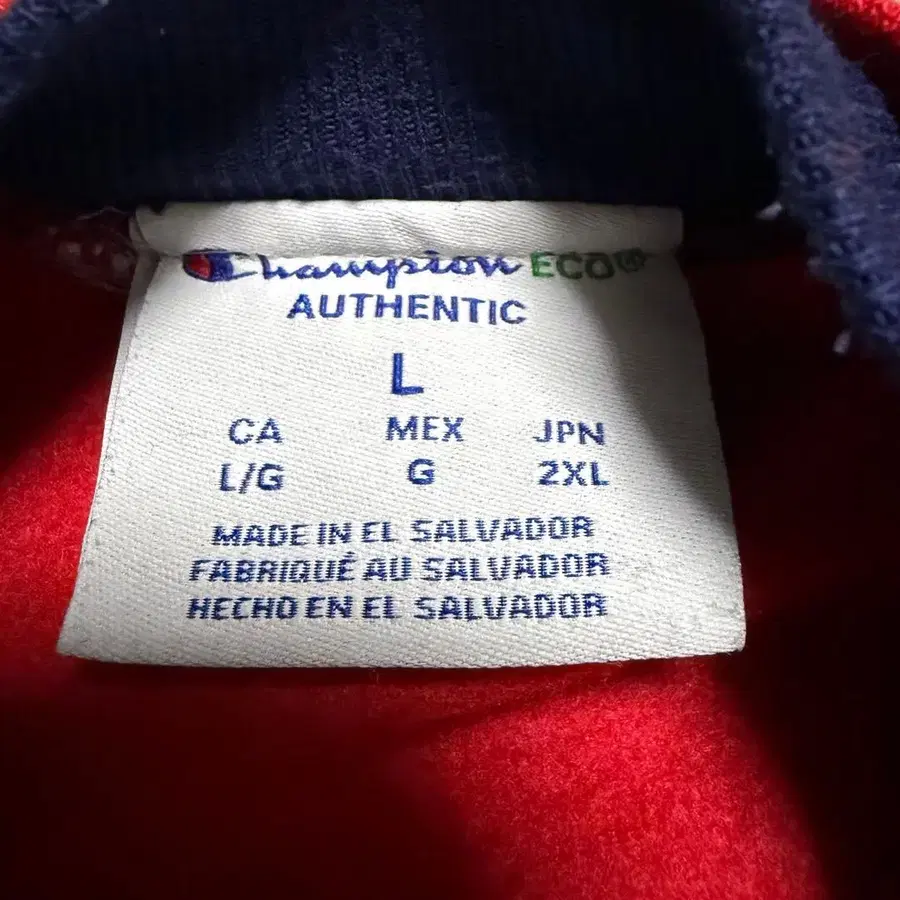 Champion ECO®
AUTHENTIC
L
CA MEX JPN
L/G G 2XL
MADE IN EL SALVADOR
FABRIQUÉ AU SALVADOR
HECHO EN EL SALVADOR